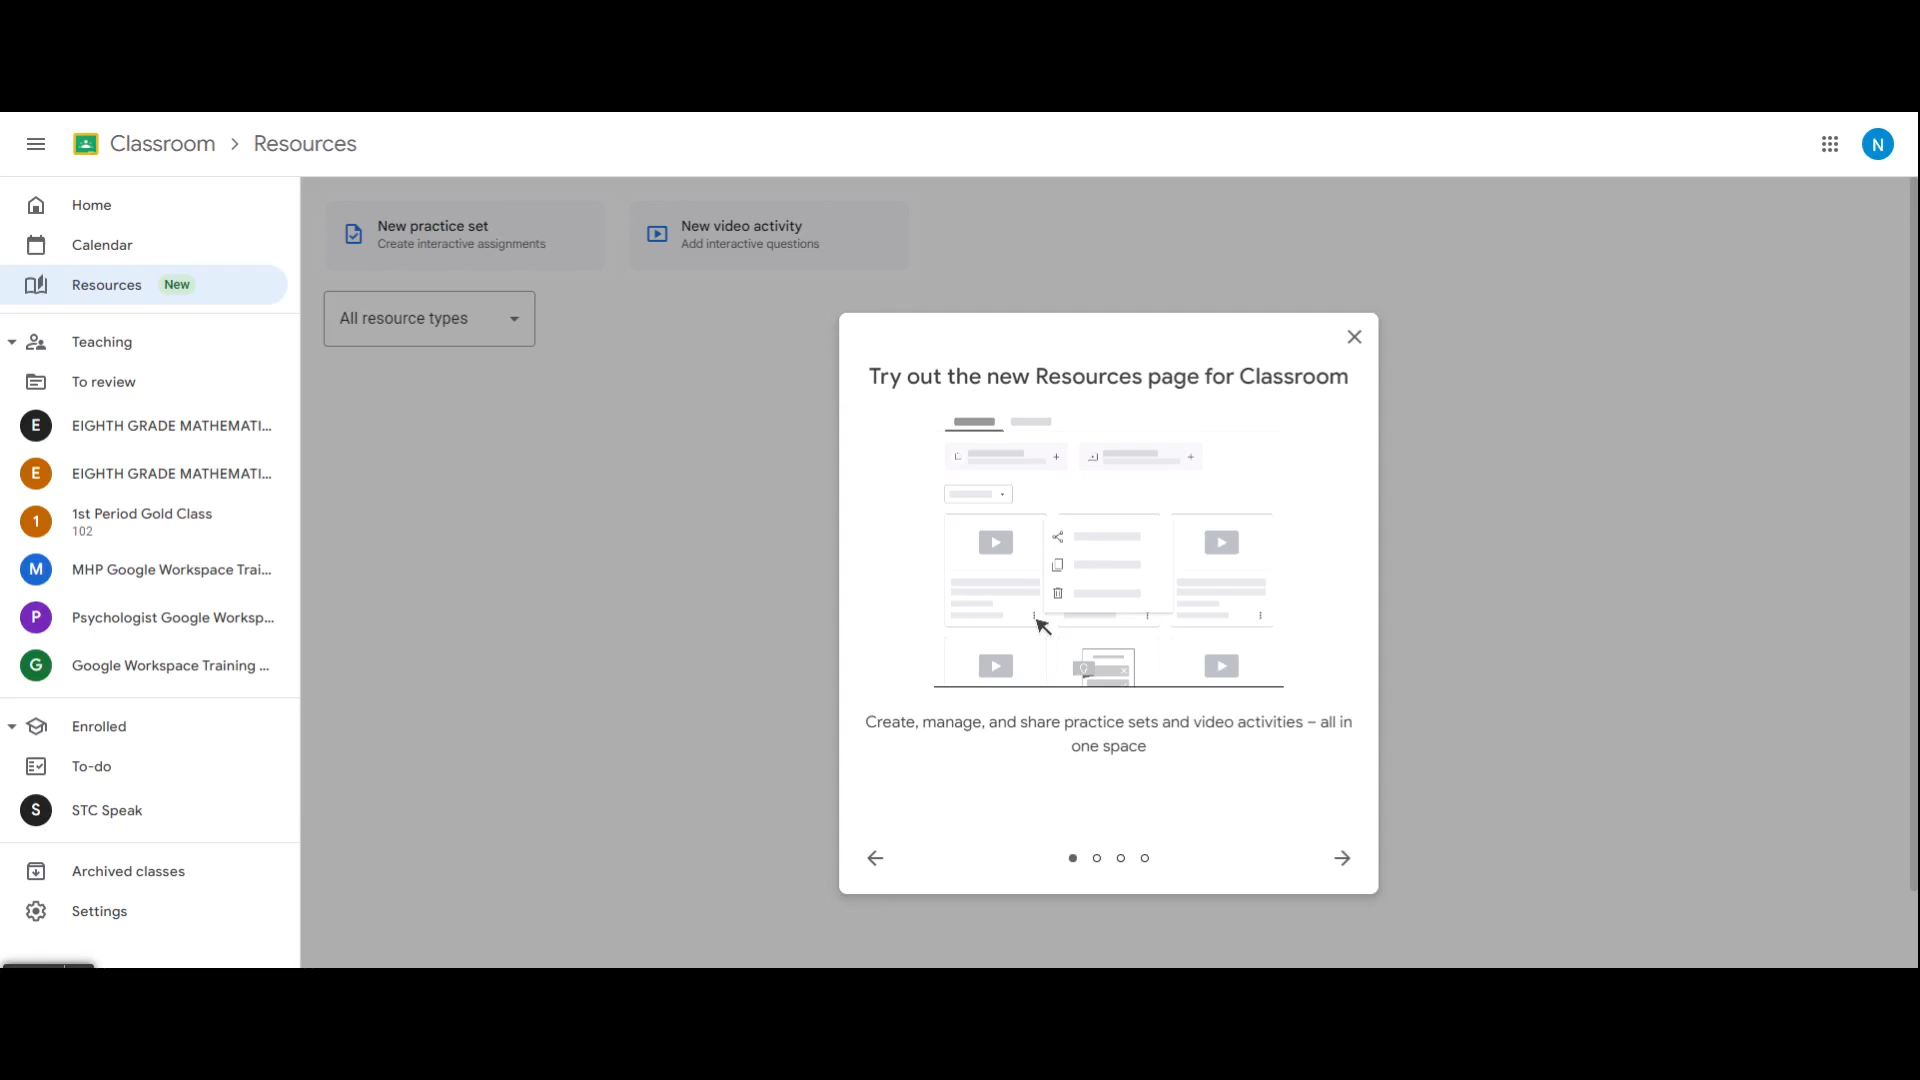 Classroom > Resources
N
Home
Calendar
Resources New
Teaching
To review
E EIGHTH GRADE MATHEMATI...
E EIGHTH GRADE MATHEMATI...
1 1st Period Gold Class
102
M MHP Google Workspace Trai...
P Psychologist Google Worksp...
G Google Workspace Training ...
Enrolled
To-do
S STC Speak
Archived classes
Settings
New practice set
Create interactive assignments
New video activity
Add interactive questions
All resource types
Try out the new Resources page for Classroom
Create, manage, and share practice sets and video activities – all in
one space